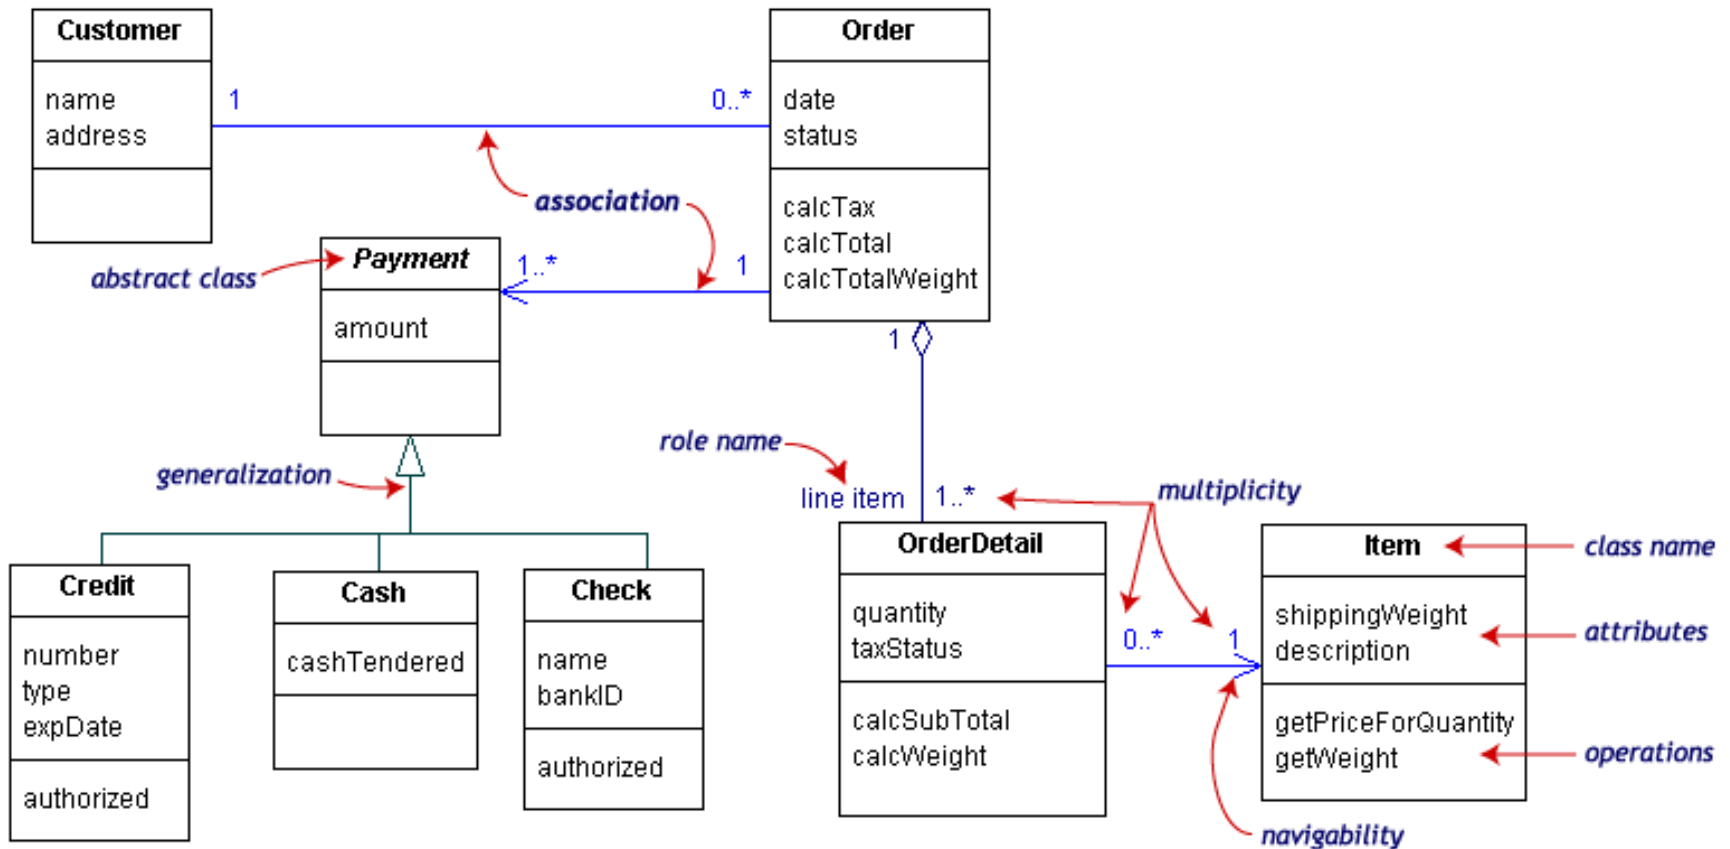 Customer
name
address
1
0..*
Order
date
status
calcTax
calcTotal
calcTotalWeight
association
abstract class
Payment
amount
1..*
1
1
generalization
role name
line item
1..*
multiplicity
Credit
number
type
expDate
authorized
Cash
cashTendered
Check
name
bankID
authorized
OrderDetail
quantity
taxStatus
calcSubTotal
calcWeight
0..*
1
Item
shippingWeight
description
getPriceForQuantity
getWeight
class name
attributes
operations
navigability